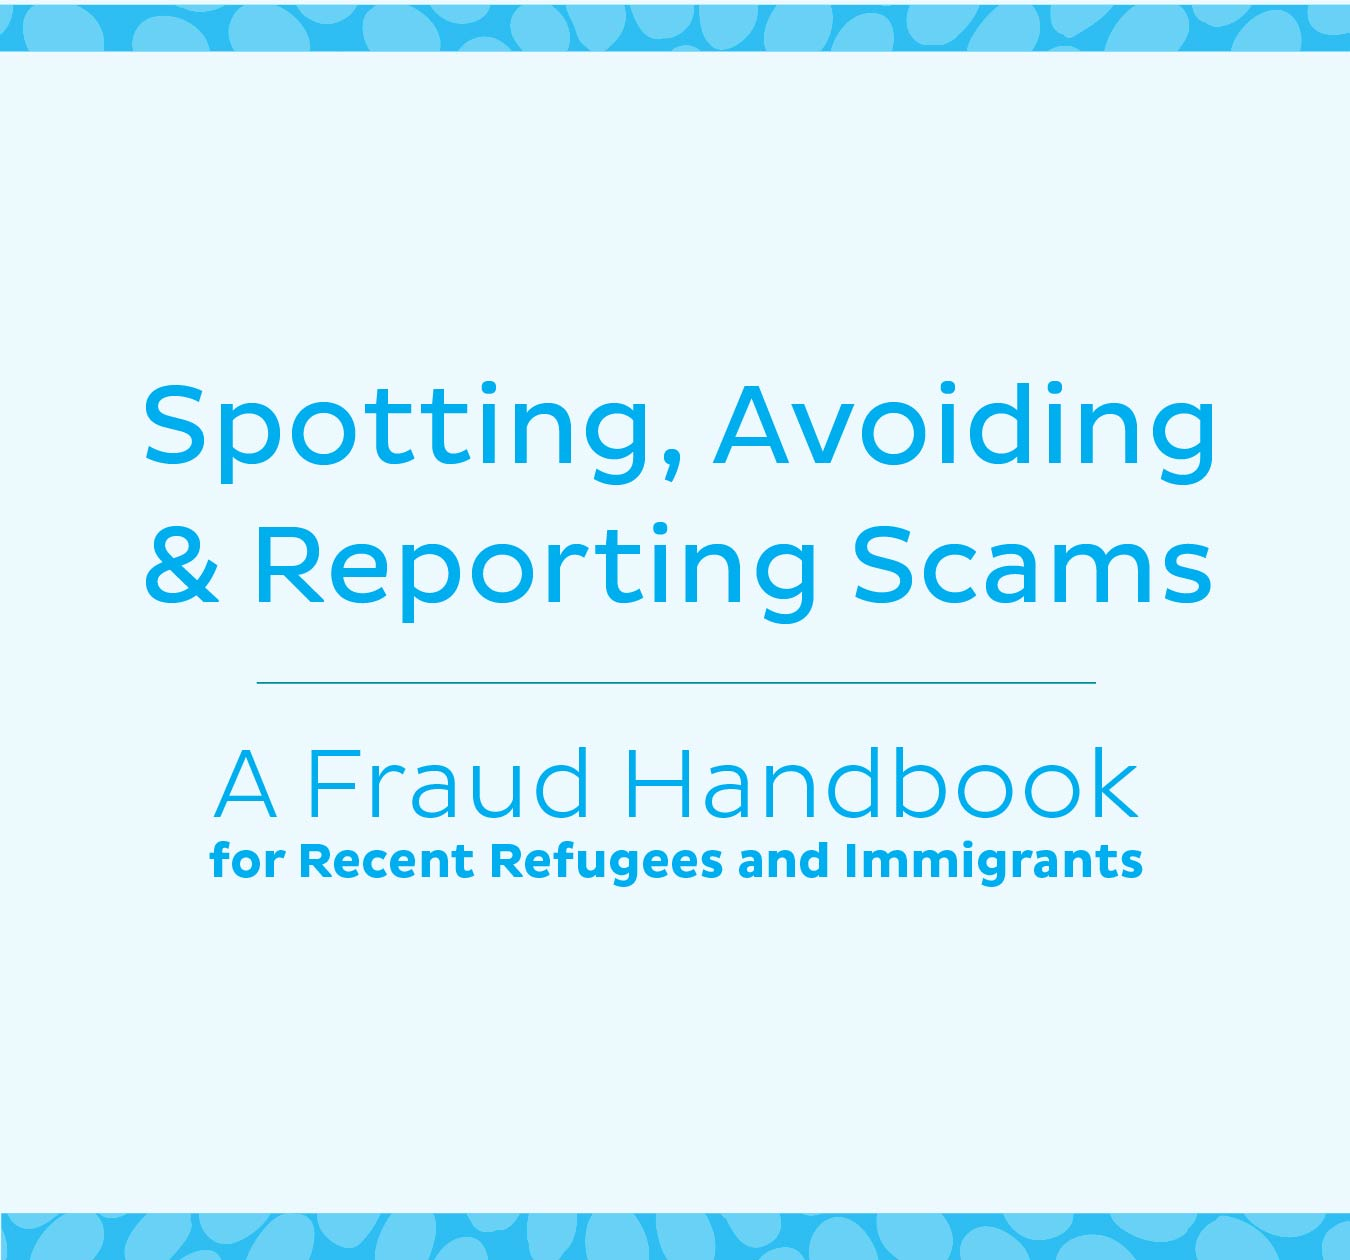 Spotting, Avoiding
& Reporting Scams
A Fraud Handbook
for Recent Refugees and Immigrants